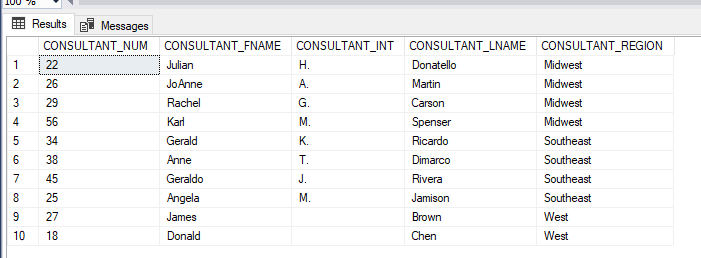 100 %
Results Messages
CONSULTANT_NUM CONSULTANT_FNAME CONSULTANT_INT CONSULTANT_LNAME CONSULTANT_REGION
1 22 Julian H. Donatello Midwest
2 26 JoAnne A. Martin Midwest
3 29 Rachel G. Carson Midwest
4 56 Karl M. Spenser Midwest
5 34 Gerald K. Ricardo Southeast
6 38 Anne T. Dimarco Southeast
7 45 Geraldo J. Rivera Southeast
8 25 Angela M. Jamison Southeast
9 27 James Brown West
10 18 Donald Chen West